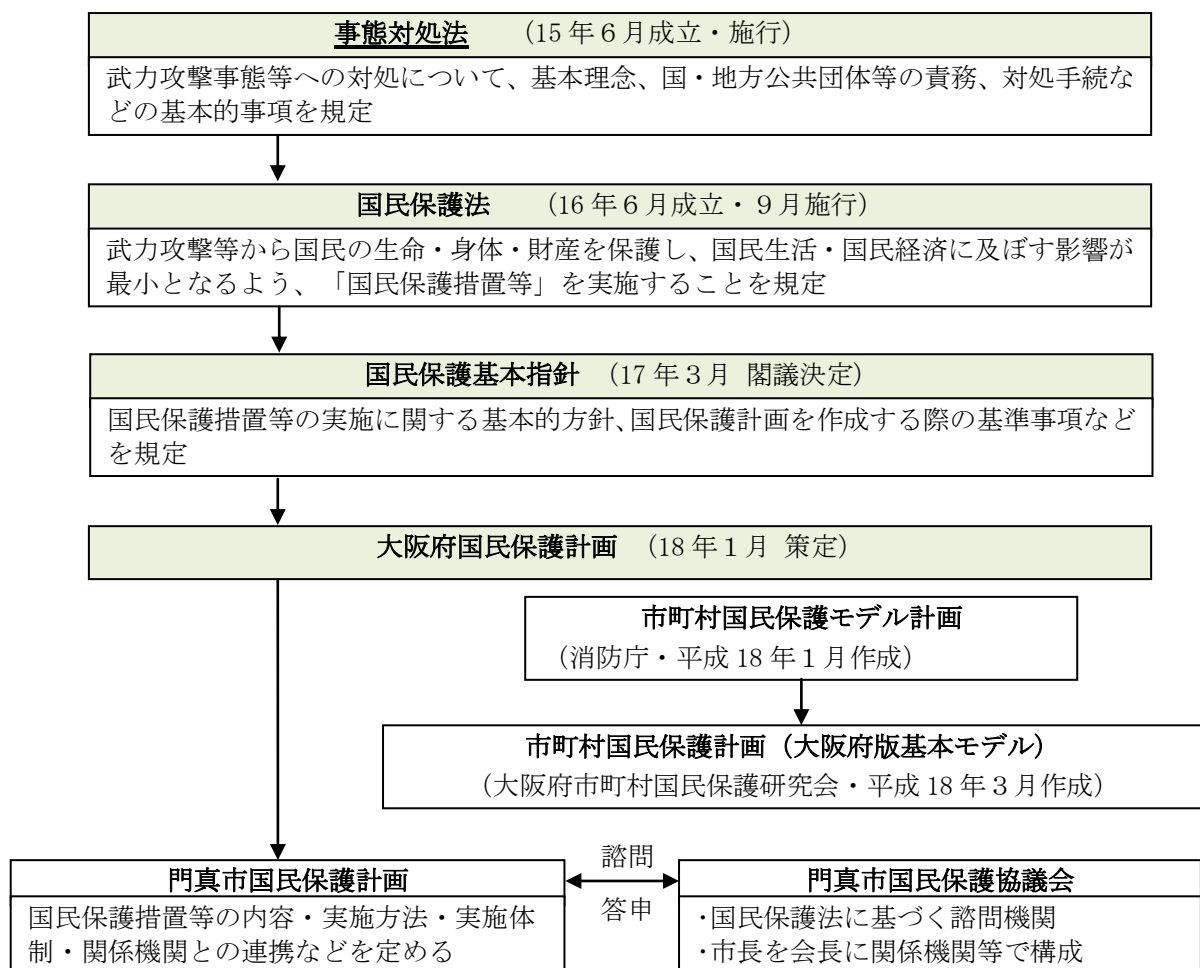 事態対処法 （15年６月成立・施行）
武力攻撃事態等への対処について、基本理念、国・地方公共団体等の責務、対処手続な
どの基本的事項を規定
国民保護法 （16年６月成立・９月施行）
武力攻撃等から国民の生命・身体・財産を保護し、国民生活・国民経済に及ぼす影響が
最小となるよう、「国民保護措置等」を実施することを規定
国民保護基本指針 （17年３月 閣議決定）
国民保護措置等の実施に関する基本的方針、国民保護計画を作成する際の基準事項など
を規定
大阪府国民保護計画 （18年１月 策定）
市町村国民保護モデル計画
（消防庁・平成18年１月作成）
市町村国民保護計画（大阪府版基本モデル）
（大阪府市町村国民保護研究会・平成18年３月作成）
門真市国民保護計画
国民保護措置等の内容・実施方法・実施体
制・関係機関との連携などを定める
諮問
答申
門真市国民保護協議会
・国民保護法に基づく諮問機関
・市長を会長に関係機関等で構成